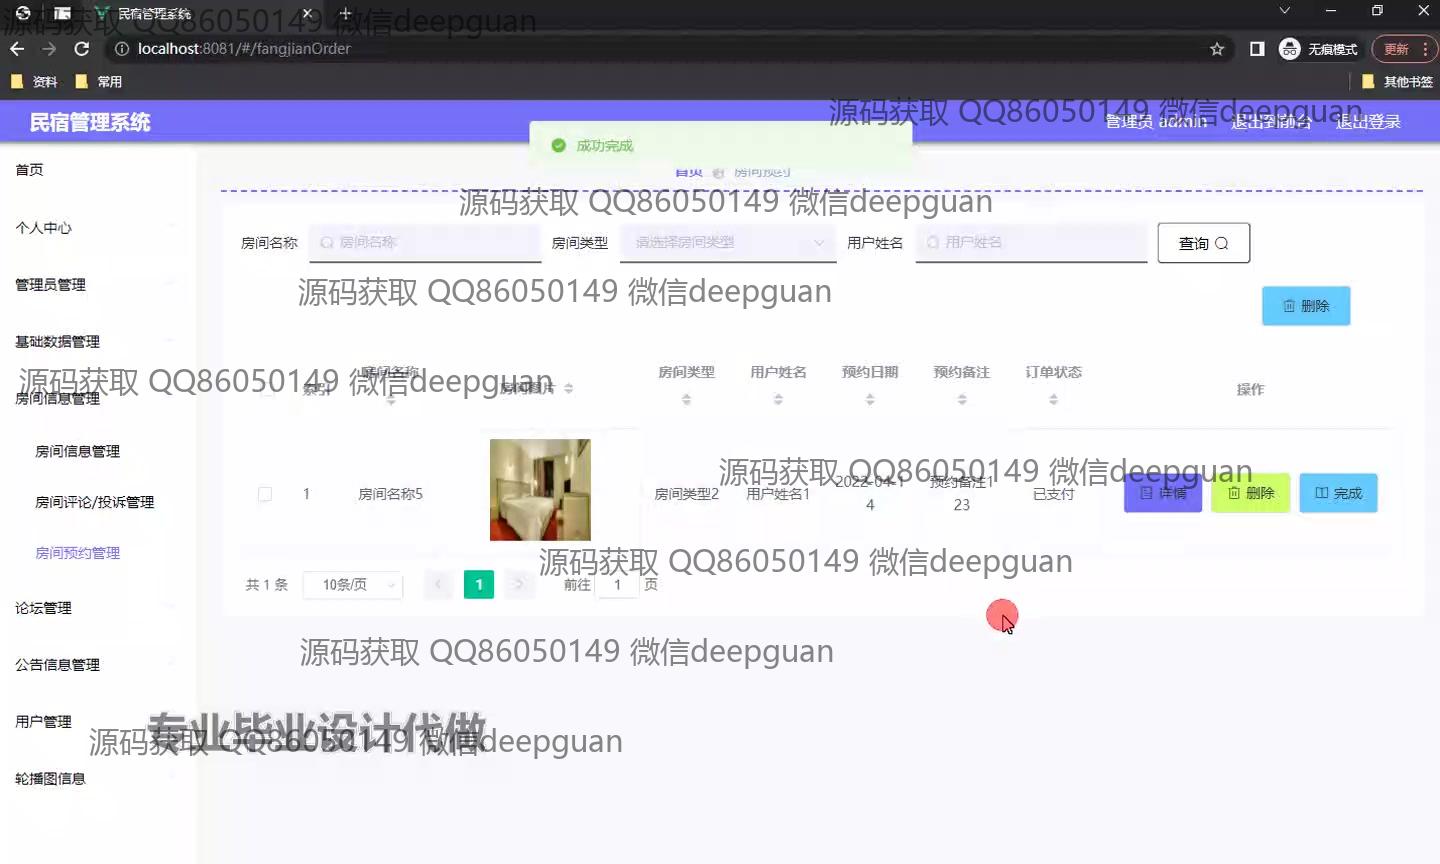 民宿管理系统
源码获取 QQ86050149 微信deepguan
localhost:8081/#/fangjianOrder
无痕模式
更新
资料
常用
其他书签
民宿管理系统
源码获取 QQ86050149 微信deepguan
管理员 admin
退出到前台
退出登录
成功完成
首页
房间预约
源码获取 QQ86050149 微信deepguan
首页
个人中心
管理员管理
基础数据管理
房间信息管理
房间信息管理
房间评论/投诉管理
房间预约管理
论坛管理
公告信息管理
用户管理
轮播图信息
房间名称
房间名称
房间类型
请选择房间类型
用户姓名
用户姓名
查询
源码获取 QQ86050149 微信deepguan
删除
源码获取 QQ86050149 微信deepguan
索引
房间名称
房间图片
房间类型
用户姓名
预约日期
预约备注
订单状态
操作
源码获取 QQ86050149 微信deepguan
1
房间名称5
房间类型2
用户姓名1
2022-04-1
4
预约备注1
23
已支付
详情
删除
完成
源码获取 QQ86050149 微信deepguan
共 1 条
10条/页
1
前往
1
页
源码获取 QQ86050149 微信deepguan
专业毕业设计代做
源码获取 QQ86050149 微信deepguan